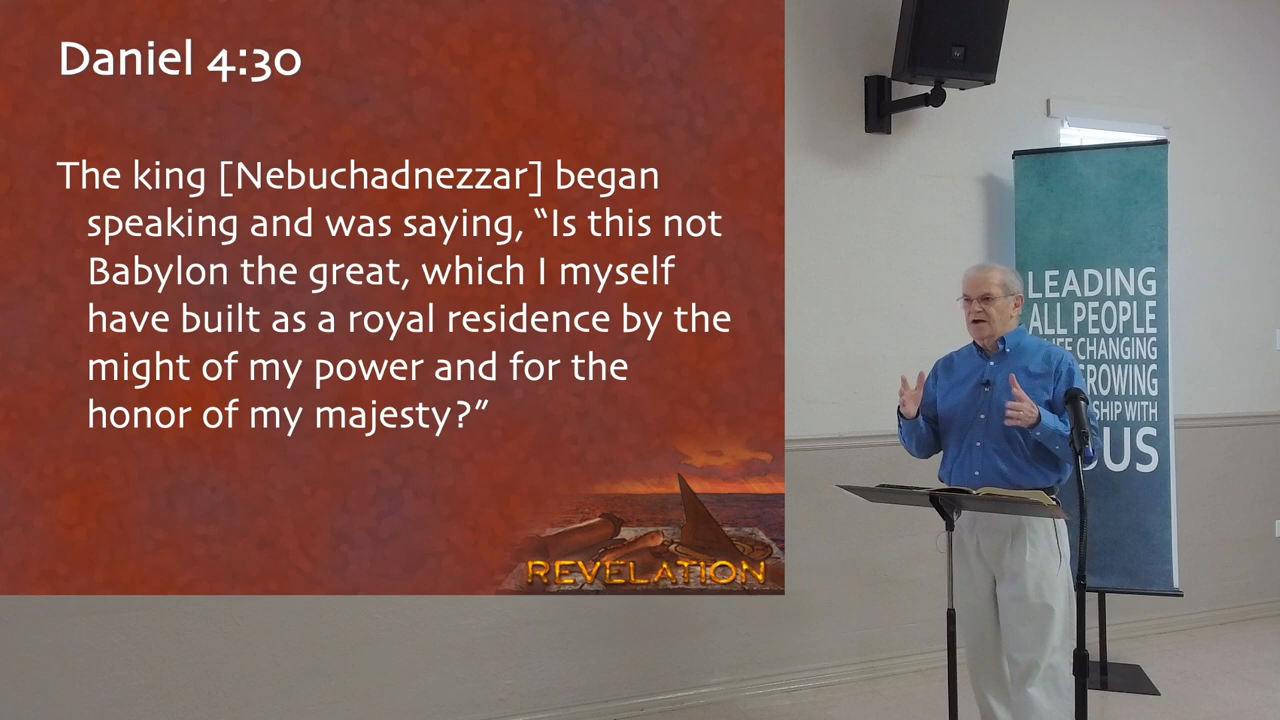 Daniel 4:30
The king [Nebuchadnezzar] began
speaking and was saying, “Is this not
Babylon the great, which I myself
have built as a royal residence by the
might of my power and for the
honor of my majesty?”
REVELATION
LEADING
ALL PEOPLE
CHANGING
WITH